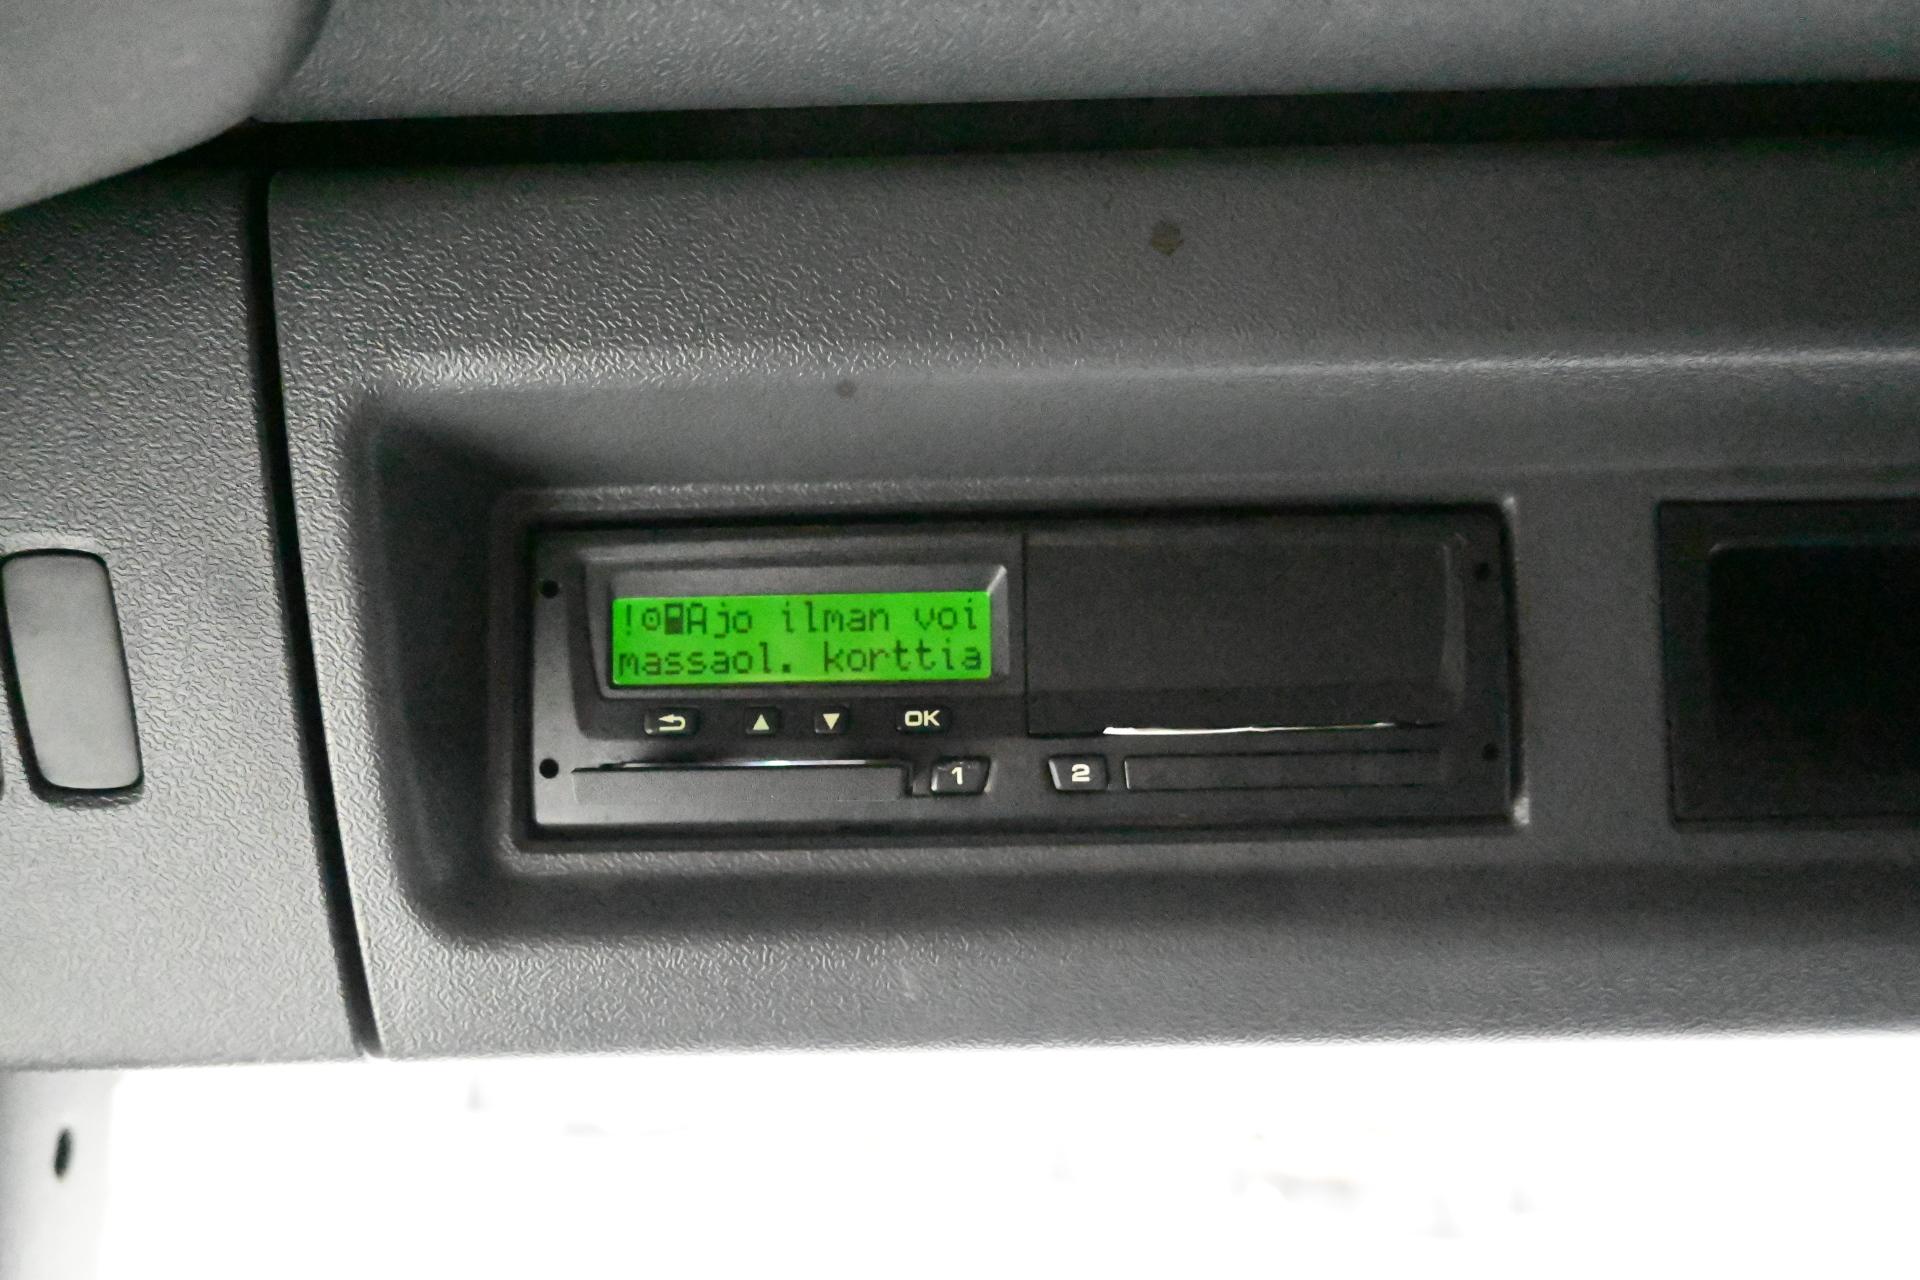 !Ajo ilman voi
massaol. korttia
OK
1 2